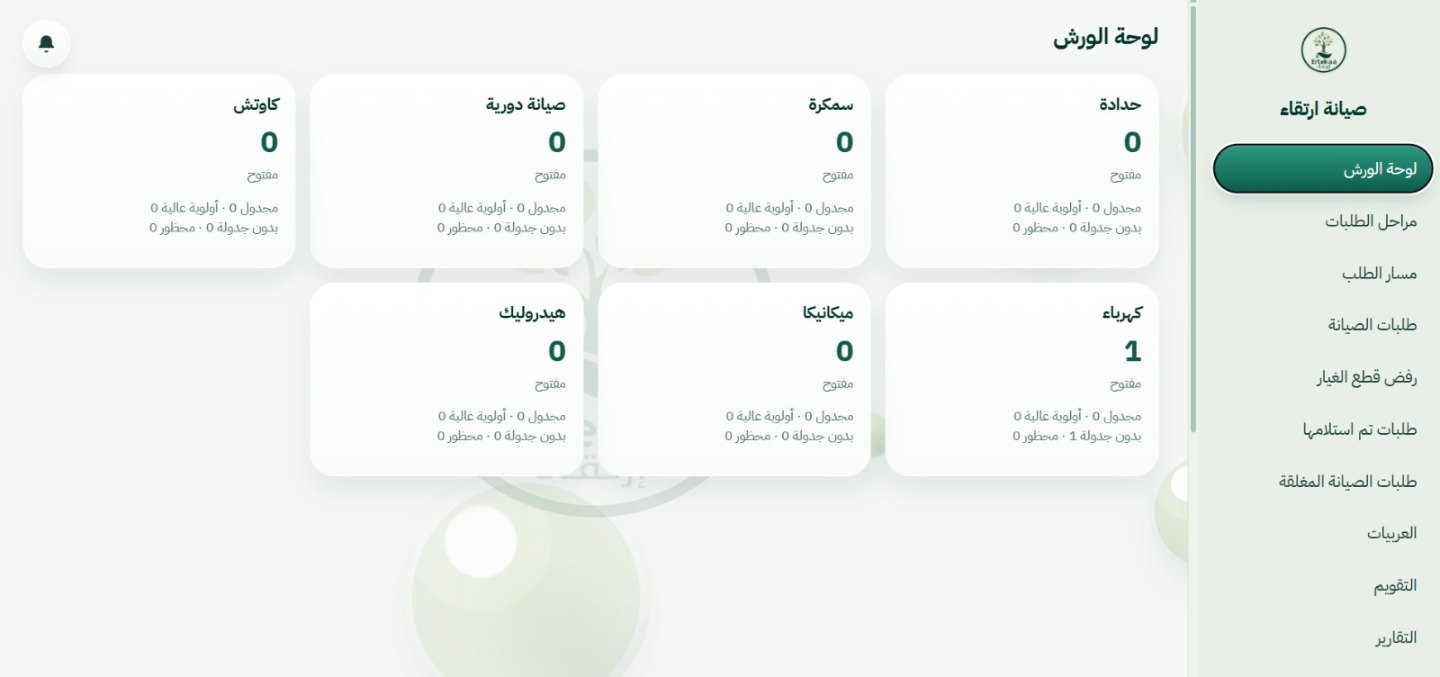 Ertekaa
صيانة ارتقاء
لوحة الورش
مراحل الطلبات
مسار الطلب
طلبات الصيانة
رفض قطع الغيار
طلبات تم استلامها
طلبات الصيانة المغلقة
العربيات
التقويم
التقارير
لوحة الورش
حدادة
0
مفتوح
مجدول 0 · أولوية عالية 0
بدون جدولة 0 · محظور 0
سمكرة
0
مفتوح
مجدول 0 · أولوية عالية 0
بدون جدولة 0 · محظور 0
صيانة دورية
0
مفتوح
مجدول 0 · أولوية عالية 0
بدون جدولة 0 · محظور 0
كاوتش
0
مفتوح
مجدول 0 · أولوية عالية 0
بدون جدولة 0 · محظور 0
كهرباء
1
مفتوح
مجدول 0 · أولوية عالية 0
بدون جدولة 1 · محظور 0
ميكانيكا
0
مفتوح
مجدول 0 · أولوية عالية 0
بدون جدولة 0 · محظور 0
هيدروليك
0
مفتوح
مجدول 0 · أولوية عالية 0
بدون جدولة 0 · محظور 0